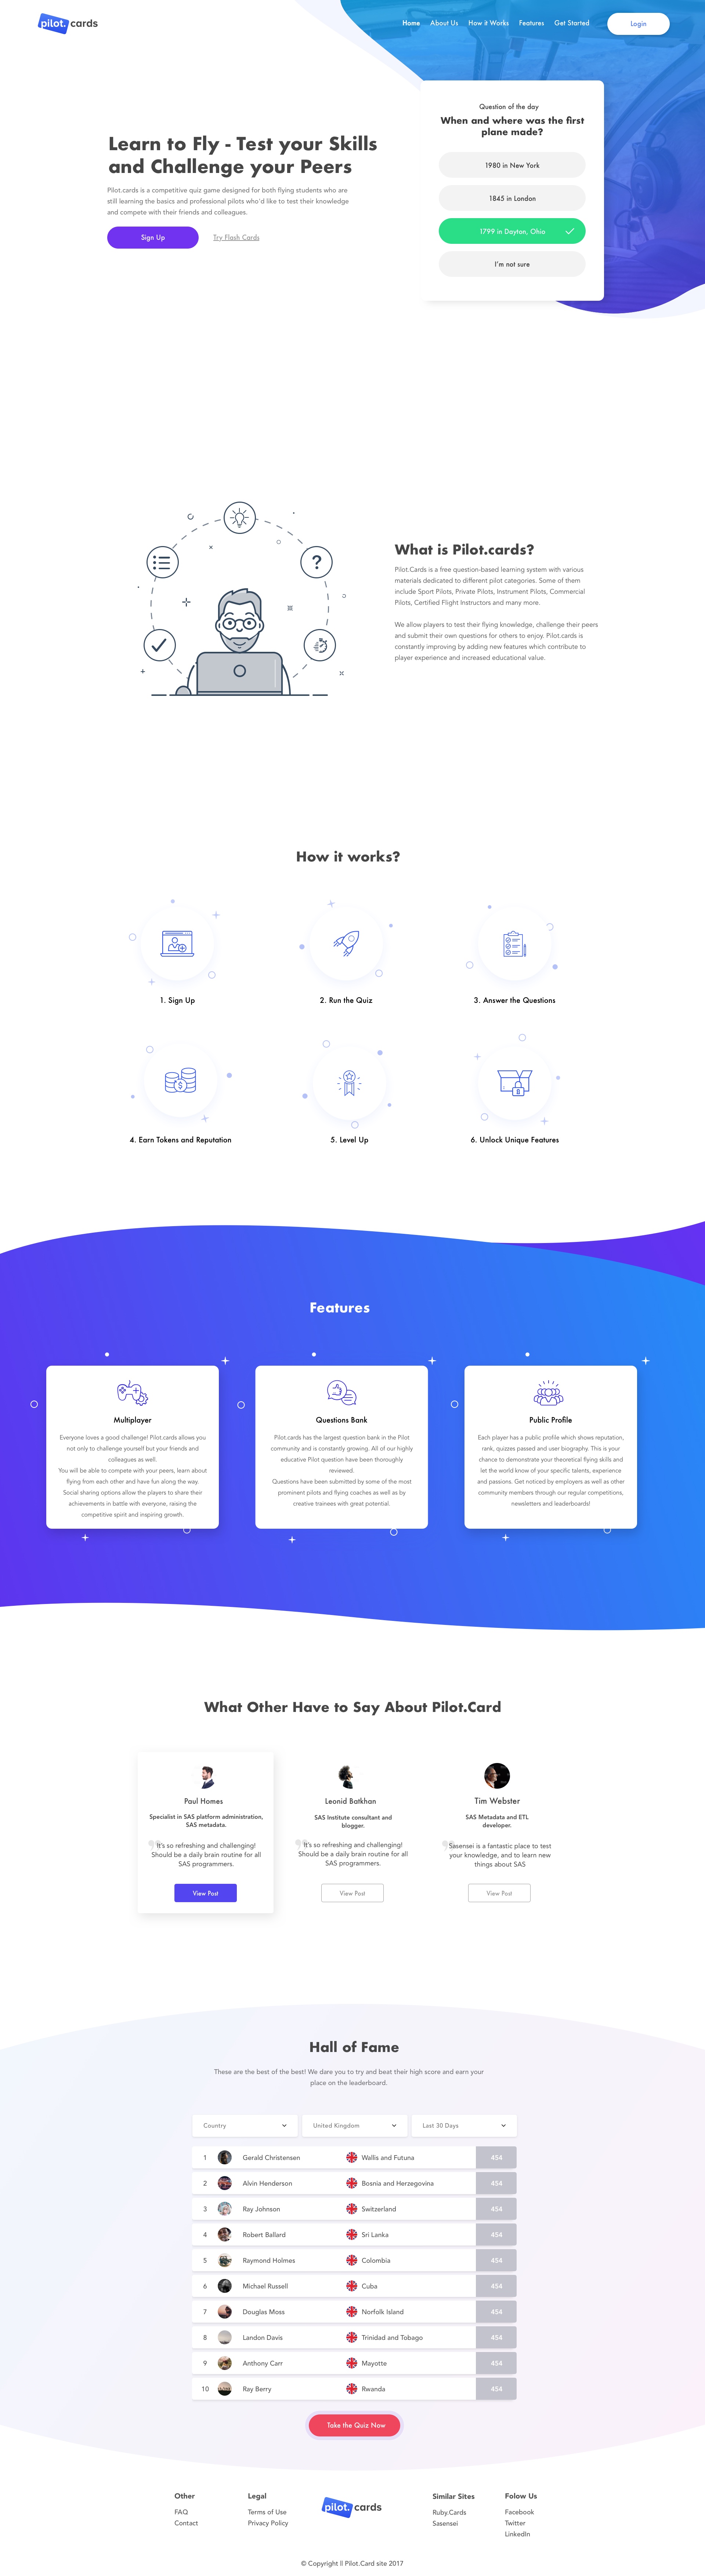 pilot.cards
Home About Us How it Works Features Get Started Login
Learn to Fly - Test your Skills
and Challenge your Peers
Pilot.cards is a competitive quiz game designed for both flying students who are
still learning the basics and professional pilots who'd like to test their knowledge
and compete with their friends and colleagues.
Sign Up Try Flash Cards
Question of the day
When and where was the first
plane made?
1980 in New York
1845 in London
1799 in Dayton, Ohio
I'm not sure
?
What is Pilot.cards?
Pilot.Cards is a free question-based learning system with various
materials dedicated to different pilot categories. Some of them
include Sport Pilots, Private Pilots, Instrument Pilots, Commercial
Pilots, Certified Flight Instructors and many more.
We allow players to test their flying knowledge, challenge their peers
and submit their own questions for others to enjoy. Pilot.cards is
constantly improving by adding new features which contribute to
player experience and increased educational value.
How it works?
1. Sign Up
2. Run the Quiz
3. Answer the Questions
$
4. Earn Tokens and Reputation
5. Level Up
6. Unlock Unique Features
Features
Multiplayer
Everyone loves a good challenge! Pilot.cards allows you
not only to challenge yourself but your friends and
colleagues as well.
You will be able to compete with your peers, learn about
flying from each other and have fun along the way.
Social sharing options allow the players to share their
achievements in battle with everyone, raising the
competitive spirit and inspiring growth.
Questions Bank
Pilot.cards has the largest question bank in the Pilot
community and is constantly growing. All of our highly
educative Pilot question have been thoroughly
reviewed.
Questions have been submitted by some of the most
prominent pilots and flying coaches as well as by
creative trainees with great potential.
Public Profile
Each player has a public profile which shows reputation,
rank, quizzes passed and user biography. This is your
chance to demonstrate your theoretical flying skills and
let the world know of your specific talents, experience
and passions. Get noticed by employers as well as other
community members through our regular competitions,
newsletters and leaderboards!
What Other Have to Say About Pilot.Card
Paul Homes
Specialist in SAS platform administration,
SAS metadata.
It's so refreshing and challenging!
Should be a daily brain routine for all
SAS programmers.
View Post
Leonid Batkhan
SAS Institute consultant and
blogger.
It's so refreshing and challenging!
Should be a daily brain routine for all
SAS programmers.
View Post
Tim Webster
SAS Metadata and ETL
developer.
Sasensei is a fantastic place to test
your knowledge, and to learn new
things about SAS
View Post
Hall of Fame
These are the best of the best! We dare you to try and beat their high score and earn your
place on the leaderboard.
Country United Kingdom Last 30 Days
1 Gerald Christensen Wallis and Futuna 454
2 Alvin Henderson Bosnia and Herzegovina 454
3 Ray Johnson Switzerland 454
4 Robert Ballard Sri Lanka 454
5 Raymond Holmes Colombia 454
6 Michael Russell Cuba 454
7 Douglas Moss Norfolk Island 454
8 Landon Davis Trinidad and Tobago 454
9 Anthony Carr Mayotte 454
10 Ray Berry Rwanda 454
Take the Quiz Now
Other
FAQ
Contact
Legal
Terms of Use
Privacy Policy
pilot.cards
Similar Sites
Ruby.Cards
Sasensei
Folow Us
Facebook
Twitter
LinkedIn
© Copyright || Pilot.Card site 2017